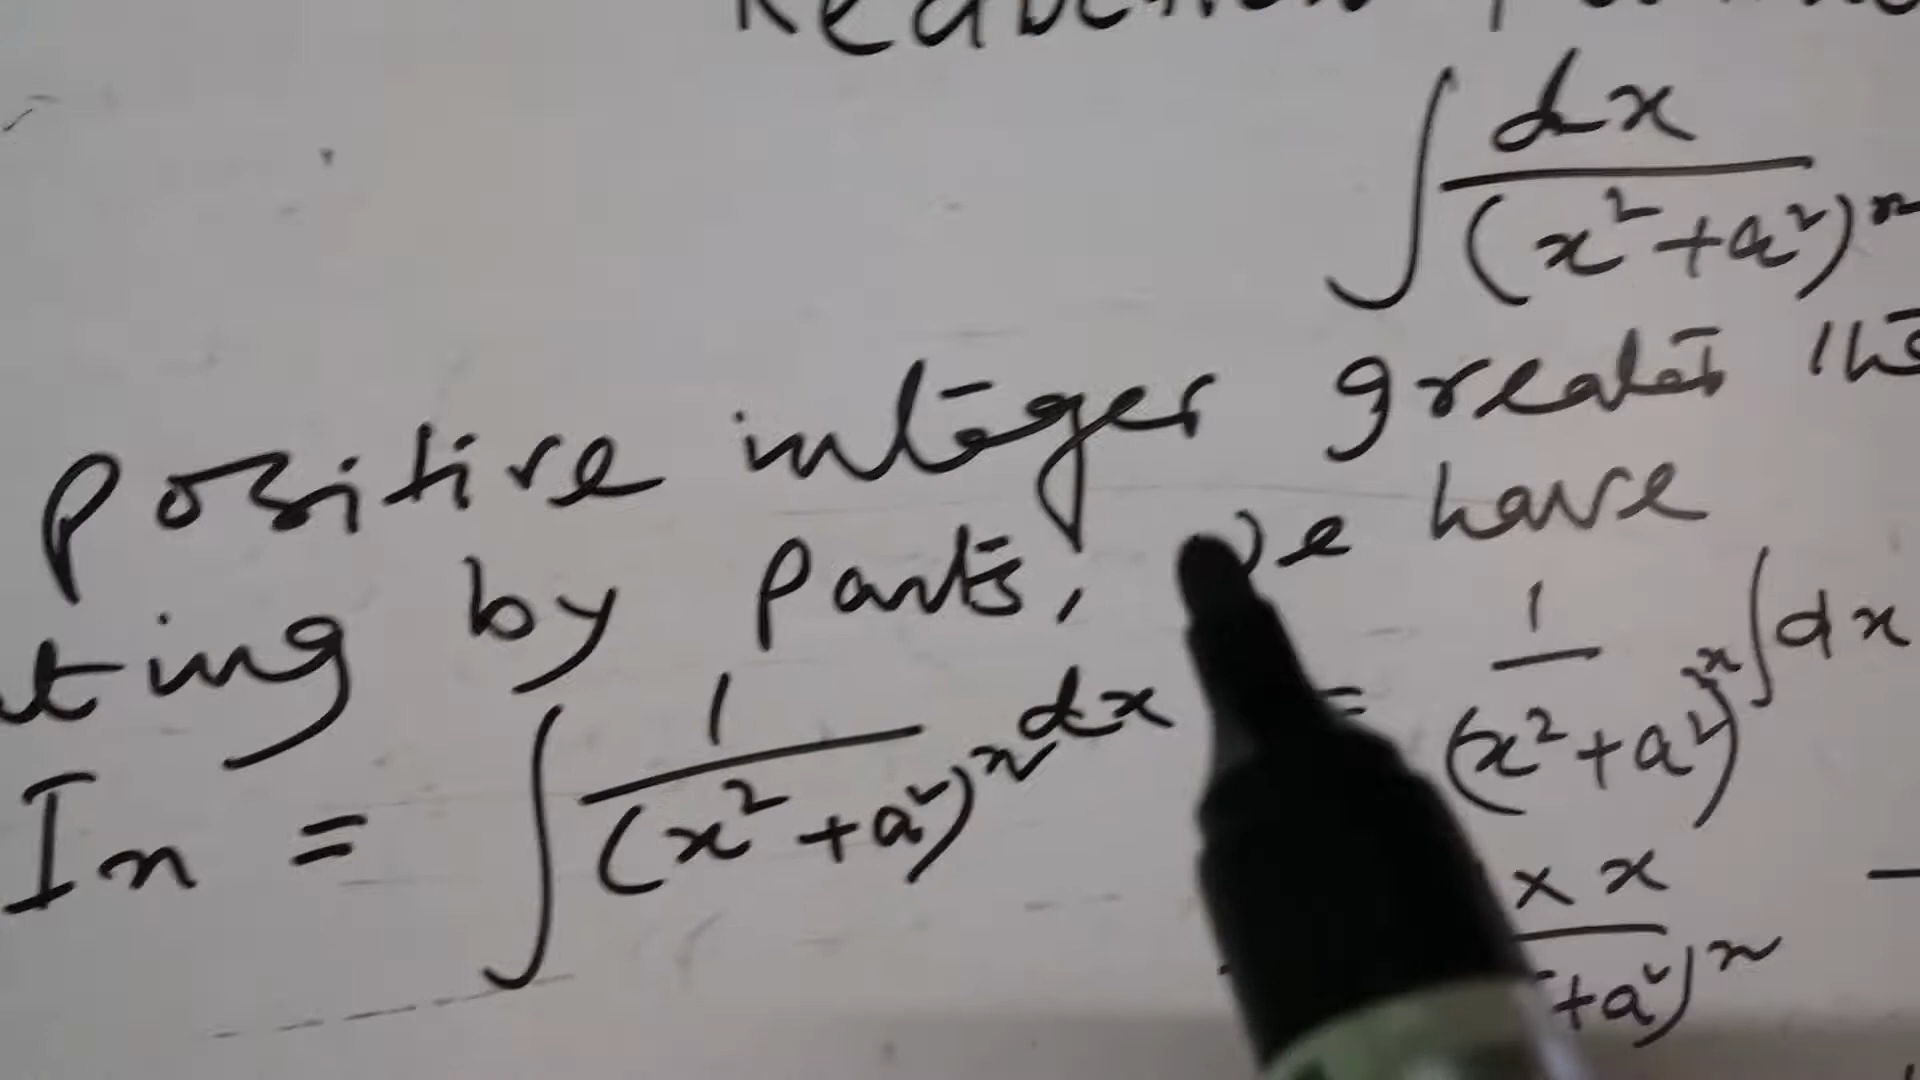 ∫ dx / (x² + a²)ⁿ
Positive integer greater
ting by Parts, we have
Iₙ = ∫ 1 / (x² + a²)ⁿ dx = 1 / (x² + a²)ⁿ ∫ dx
× x / + a²)ⁿ −